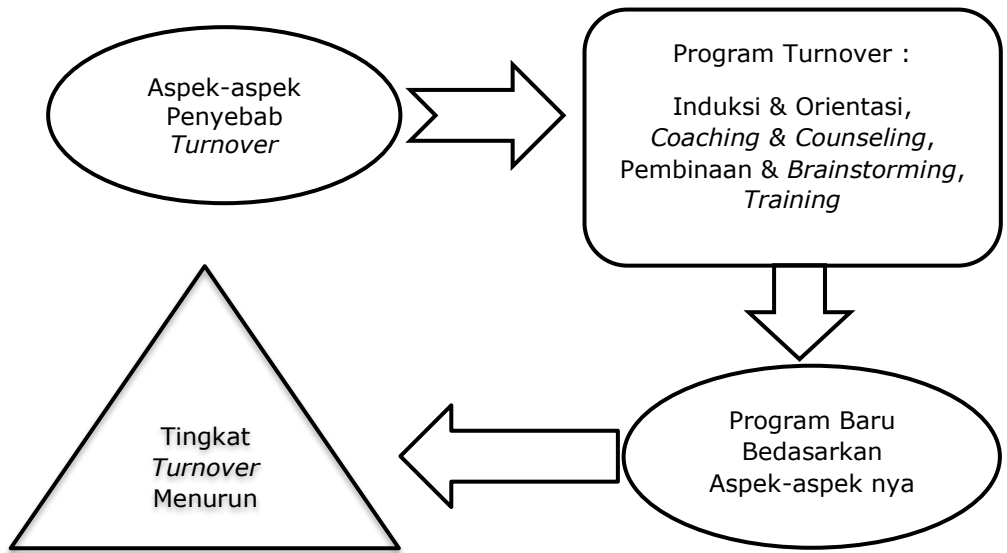 Aspek-aspek
Penyebab
Turnover
Program Turnover :
Induksi & Orientasi,
Coaching & Counseling,
Pembinaan & Brainstorming,
Training
Program Baru
Bedasarkan
Aspek-aspek nya
Tingkat
Turnover
Menurun